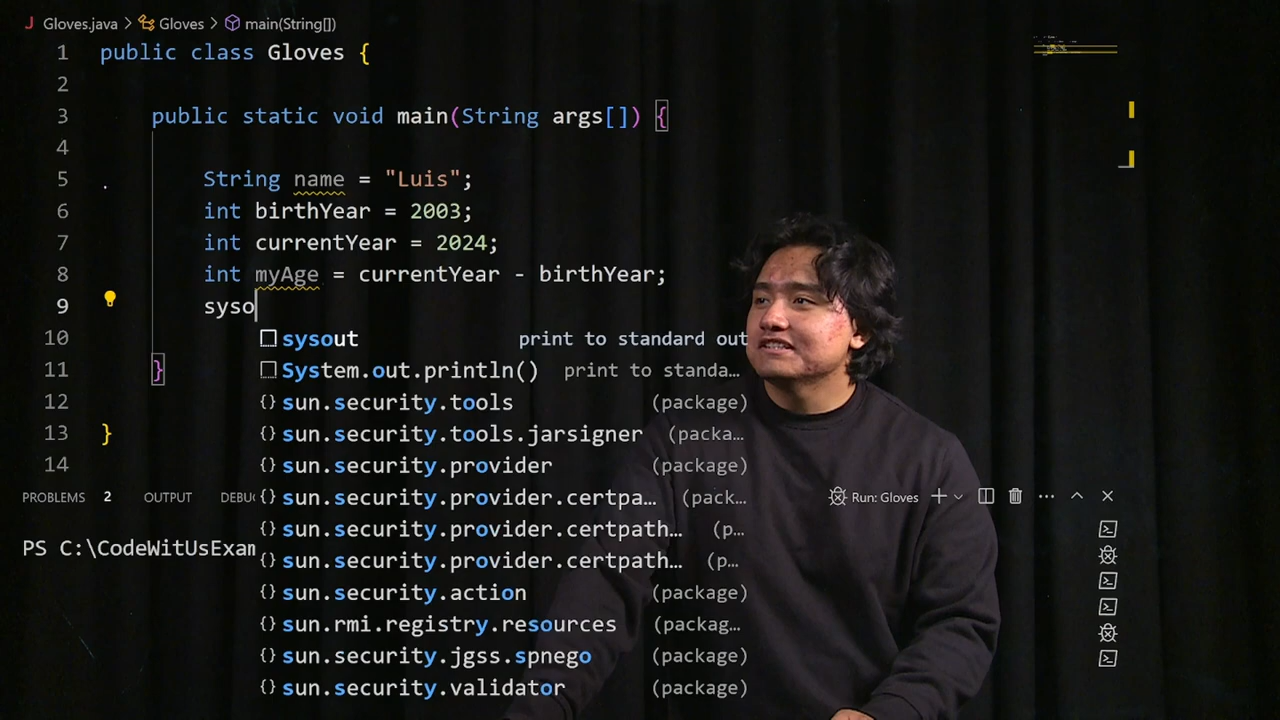 J Gloves.java > Gloves > main(String[])
1 public class Gloves {
2
3 public static void main(String args[]) {
4
5 String name = "Luis";
6 int birthYear = 2003;
7 int currentYear = 2024;
8 int myAge = currentYear - birthYear;
9 syso
10 sysout print to standard out
11 } System.out.println() print to standa...
12 {} sun.security.tools (package)
13 } {} sun.security.tools.jarsigner (packa...
14 {} sun.security.provider (package)
PROBLEMS 2 OUTPUT DEBU {} sun.security.provider.certpa... (pack... Run: Gloves
{} sun.security.provider.certpath... (p...
PS C:\CodeWitUsExam
{} sun.security.provider.certpath... (p...
{} sun.security.action (package)
{} sun.rmi.registry.resources (packag...
{} sun.security.jgss.spnego (package)
{} sun.security.validator (package)